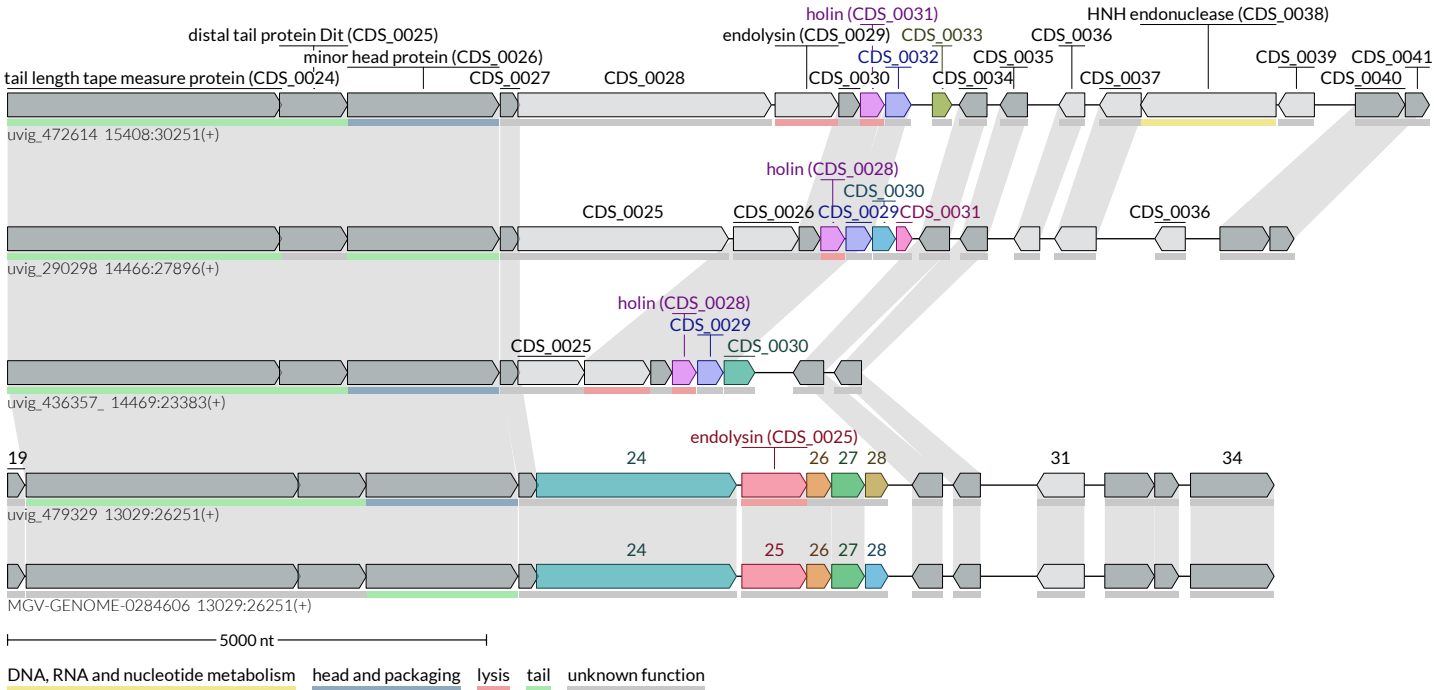 holin (CDS_0031)
HNH endonuclease (CDS_0038)
distal tail protein Dit (CDS_0025)
endolysin (CDS_0029)
CDS_0033
CDS_0036
minor head protein (CDS_0026)
CDS_0032
CDS_0035
CDS_0039
CDS_0041
tail length tape measure protein (CDS_0024)
CDS_0027
CDS_0028
CDS_0030
CDS_0034
CDS_0037
CDS_0040
uvig_472614 15408:30251(+)
holin (CDS_0028)
CDS_0030
CDS_0025
CDS_0026
CDS_0029
CDS_0031
CDS_0036
uvig_290298 14466:27896(+)
holin (CDS_0028)
CDS_0029
CDS_0025
CDS_0030
uvig_436357_ 14469:23383(+)
endolysin (CDS_0025)
19
24
26
27
28
31
34
uvig_479329 13029:26251(+)
24
25
26
27
28
MGV-GENOME-0284606 13029:26251(+)
5000 nt
DNA, RNA and nucleotide metabolism
head and packaging
lysis
tail
unknown function